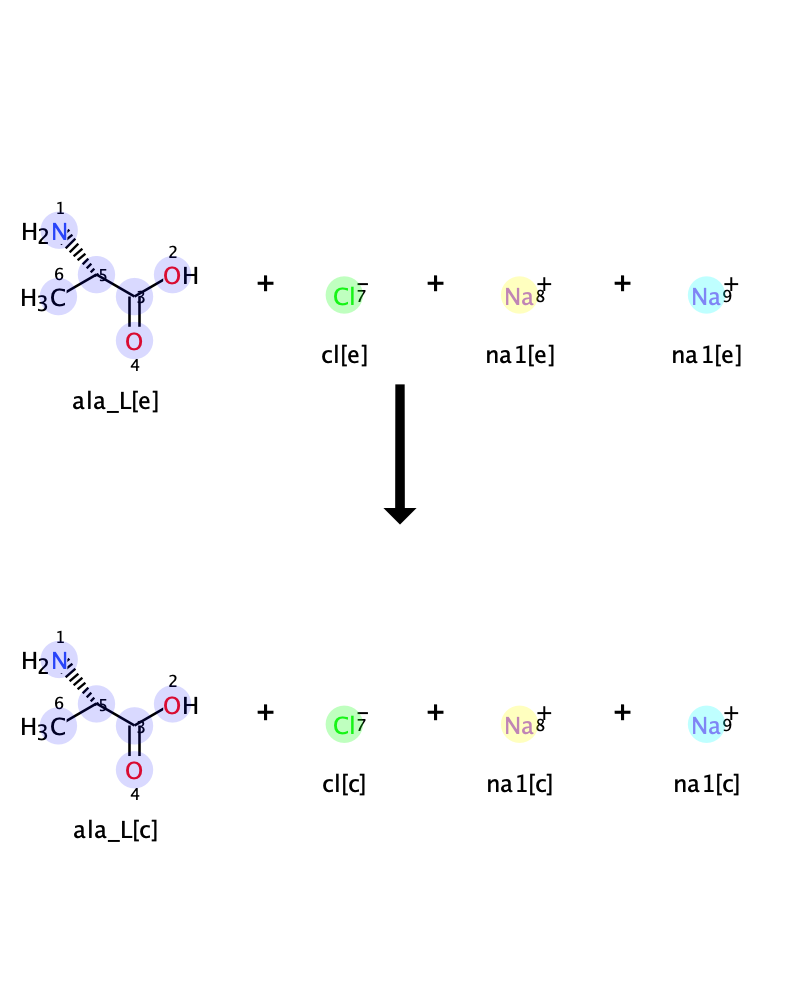 1
H2N
2
6
5
OH
H3C
3
O
4
+
Cl−
7
+
Na+
8
+
Na+
9
cl[e]
na1[e]
na1[e]
ala_L[e]
1
H2N
2
6
5
OH
H3C
3
O
4
+
Cl−
7
+
Na+
8
+
Na+
9
cl[c]
na1[c]
na1[c]
ala_L[c]